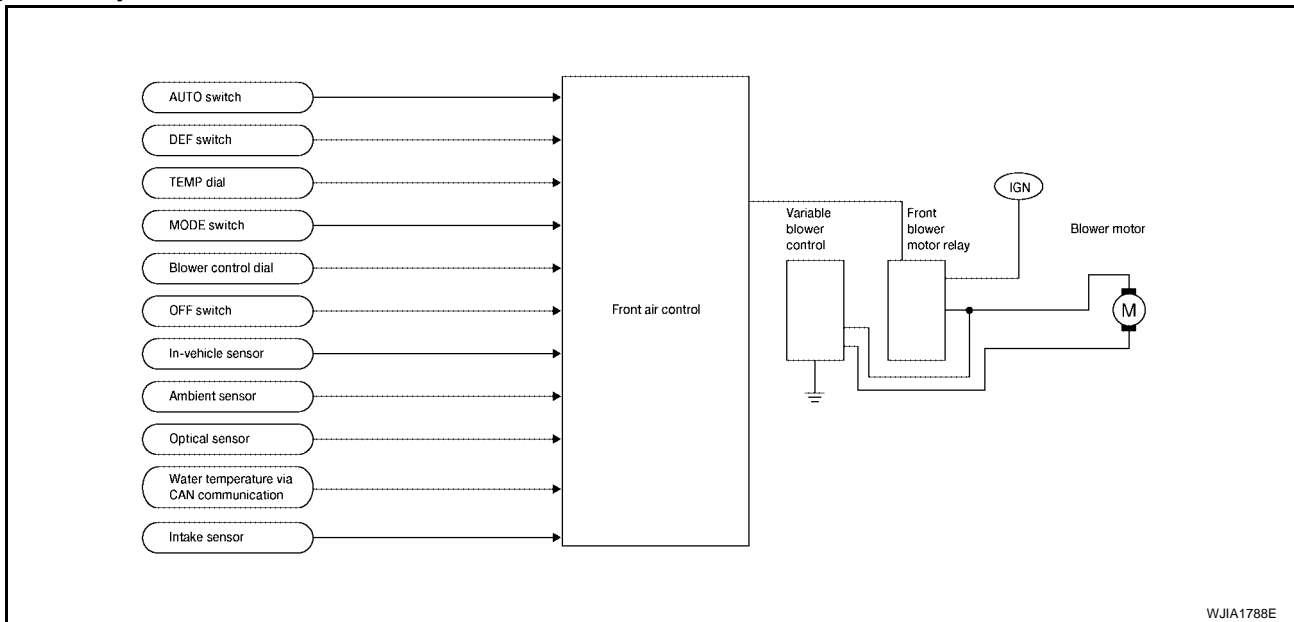 AUTO switch
DEF switch
TEMP dial
MODE switch
Blower control dial
OFF switch
In-vehicle sensor
Ambient sensor
Optical sensor
Water temperature via
CAN communication
Intake sensor
Front air control
Variable
blower
control
Front
blower
motor relay
IGN
Blower motor
M
WJIA1788E